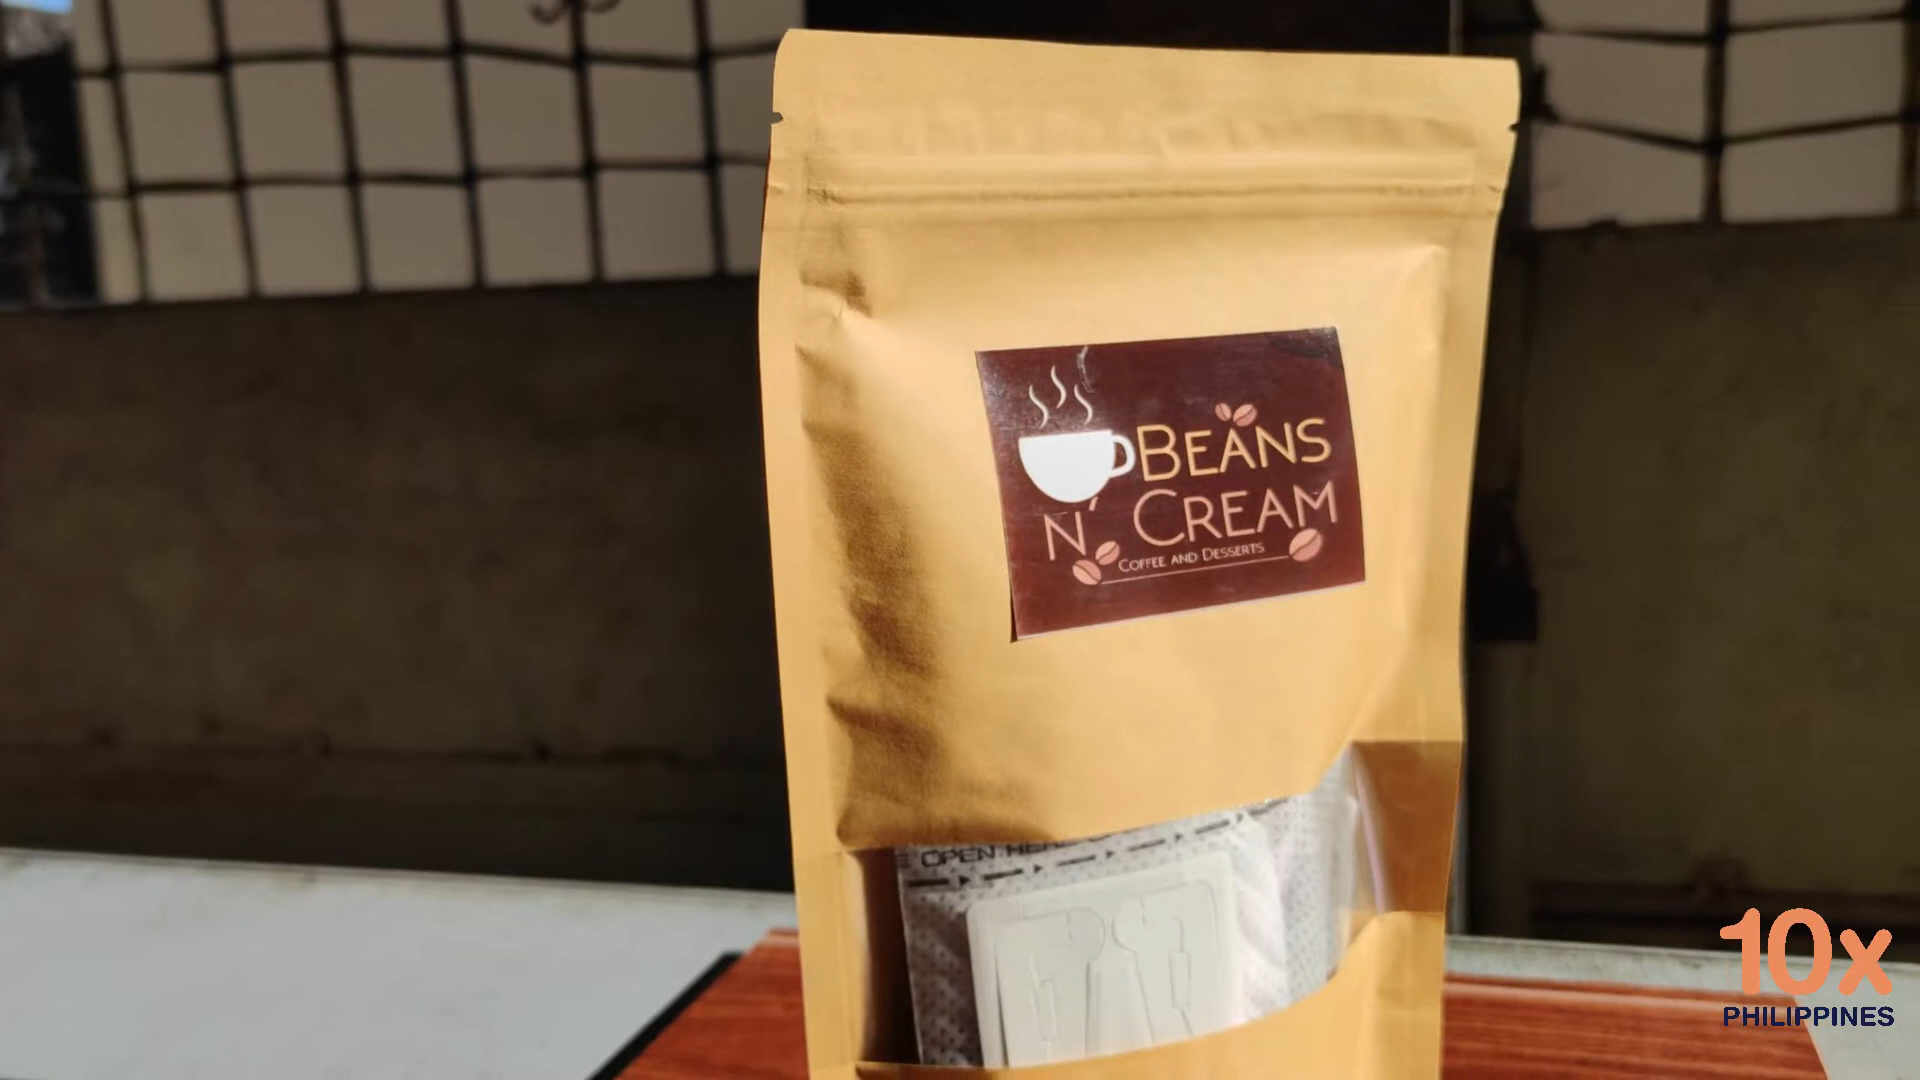 BEANS
N' CREAM
COFFEE AND DESSERTS
OPEN HERE
10x
PHILIPPINES